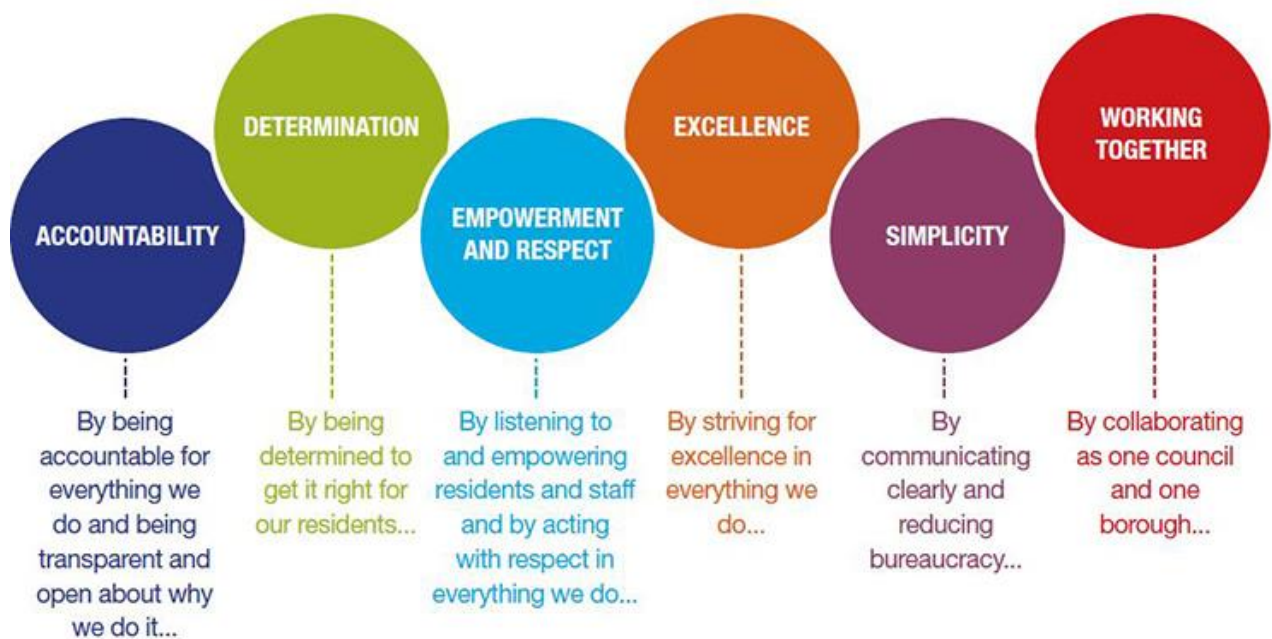 ACCOUNTABILITY
By being
accountable for
everything we
do and being
transparent and
open about why
we do it...
DETERMINATION
By being
determined to
get it right for
our residents...
EMPOWERMENT
AND RESPECT
By listening to
and empowering
residents and staff
and by acting
with respect in
everything we do...
EXCELLENCE
By striving for
excellence in
everything we
do...
SIMPLICITY
By
communicating
clearly and
reducing
bureaucracy...
WORKING
TOGETHER
By collaborating
as one council
and one
borough...